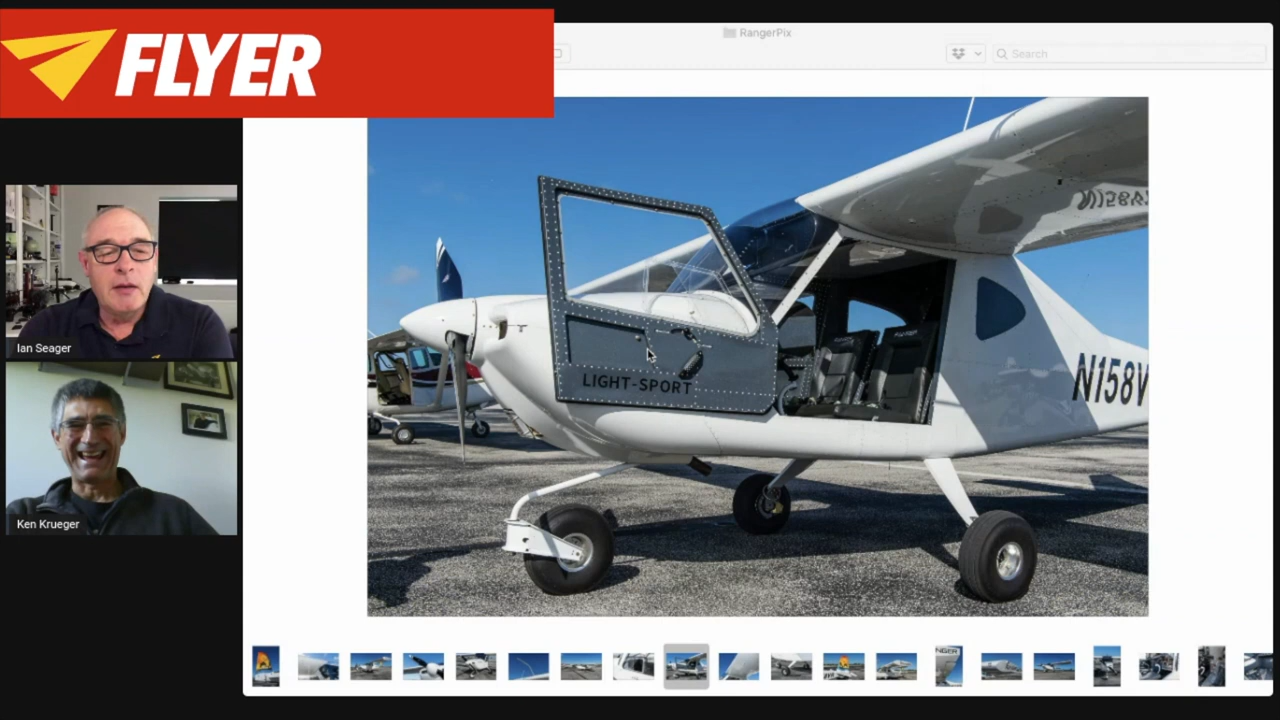 FLYER
RangerPix
Search
LIGHT-SPORT
N158V
Ian Seager
Ken Krueger